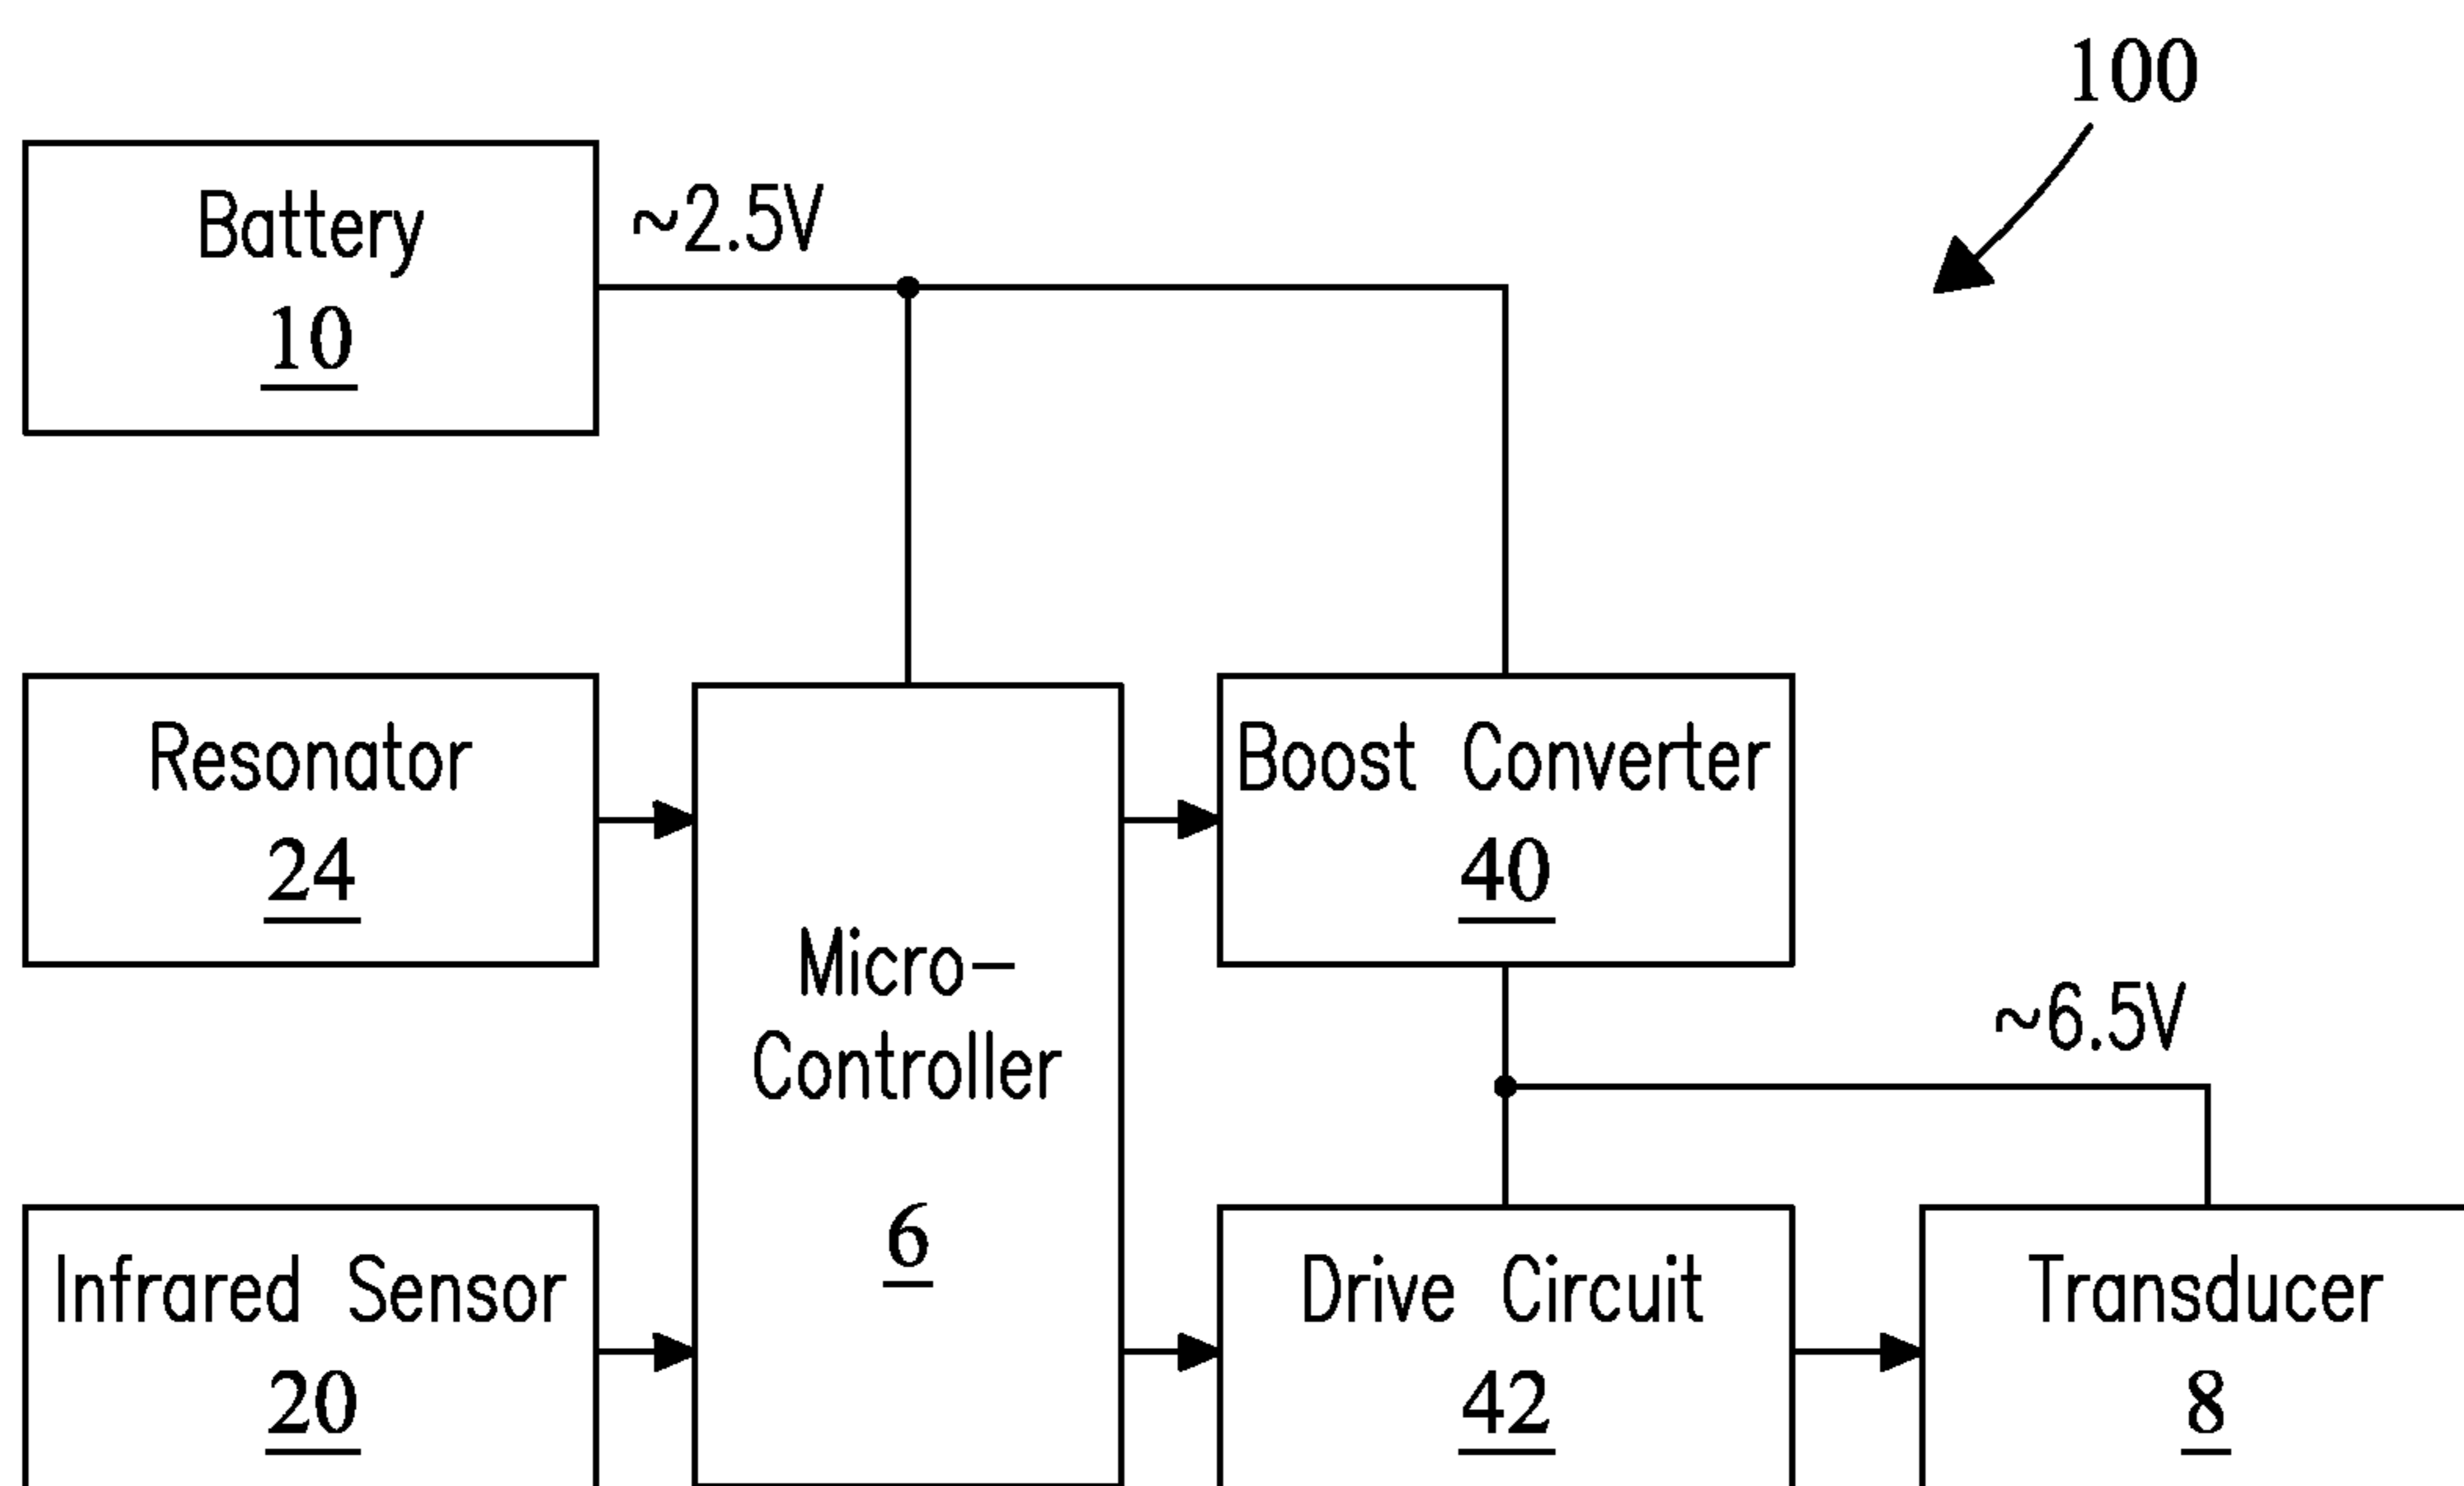 100
Battery
10
~2.5V
Resonator
24
Micro-
Controller
6
Boost Converter
40
~6.5V
Infrared Sensor
20
Drive Circuit
42
Transducer
8